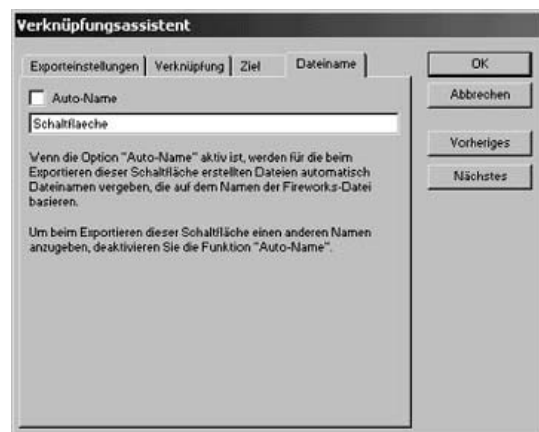 Verknüpfungsassistent
Exporteinstellungen Verknüpfung Ziel Dateiname
OK
Auto-Name
Abbrechen
Schaltflaeche
Vorheriges
Nächstes
Wenn die Option "Auto-Name" aktiv ist, werden für die beim
Exportieren dieser Schaltfläche erstellten Dateien automatisch
Dateinamen vergeben, die auf dem Namen der Fireworks-Datei
basieren.
Um beim Exportieren dieser Schaltfläche einen anderen Namen
anzugeben, deaktivieren Sie die Funktion "Auto-Name".